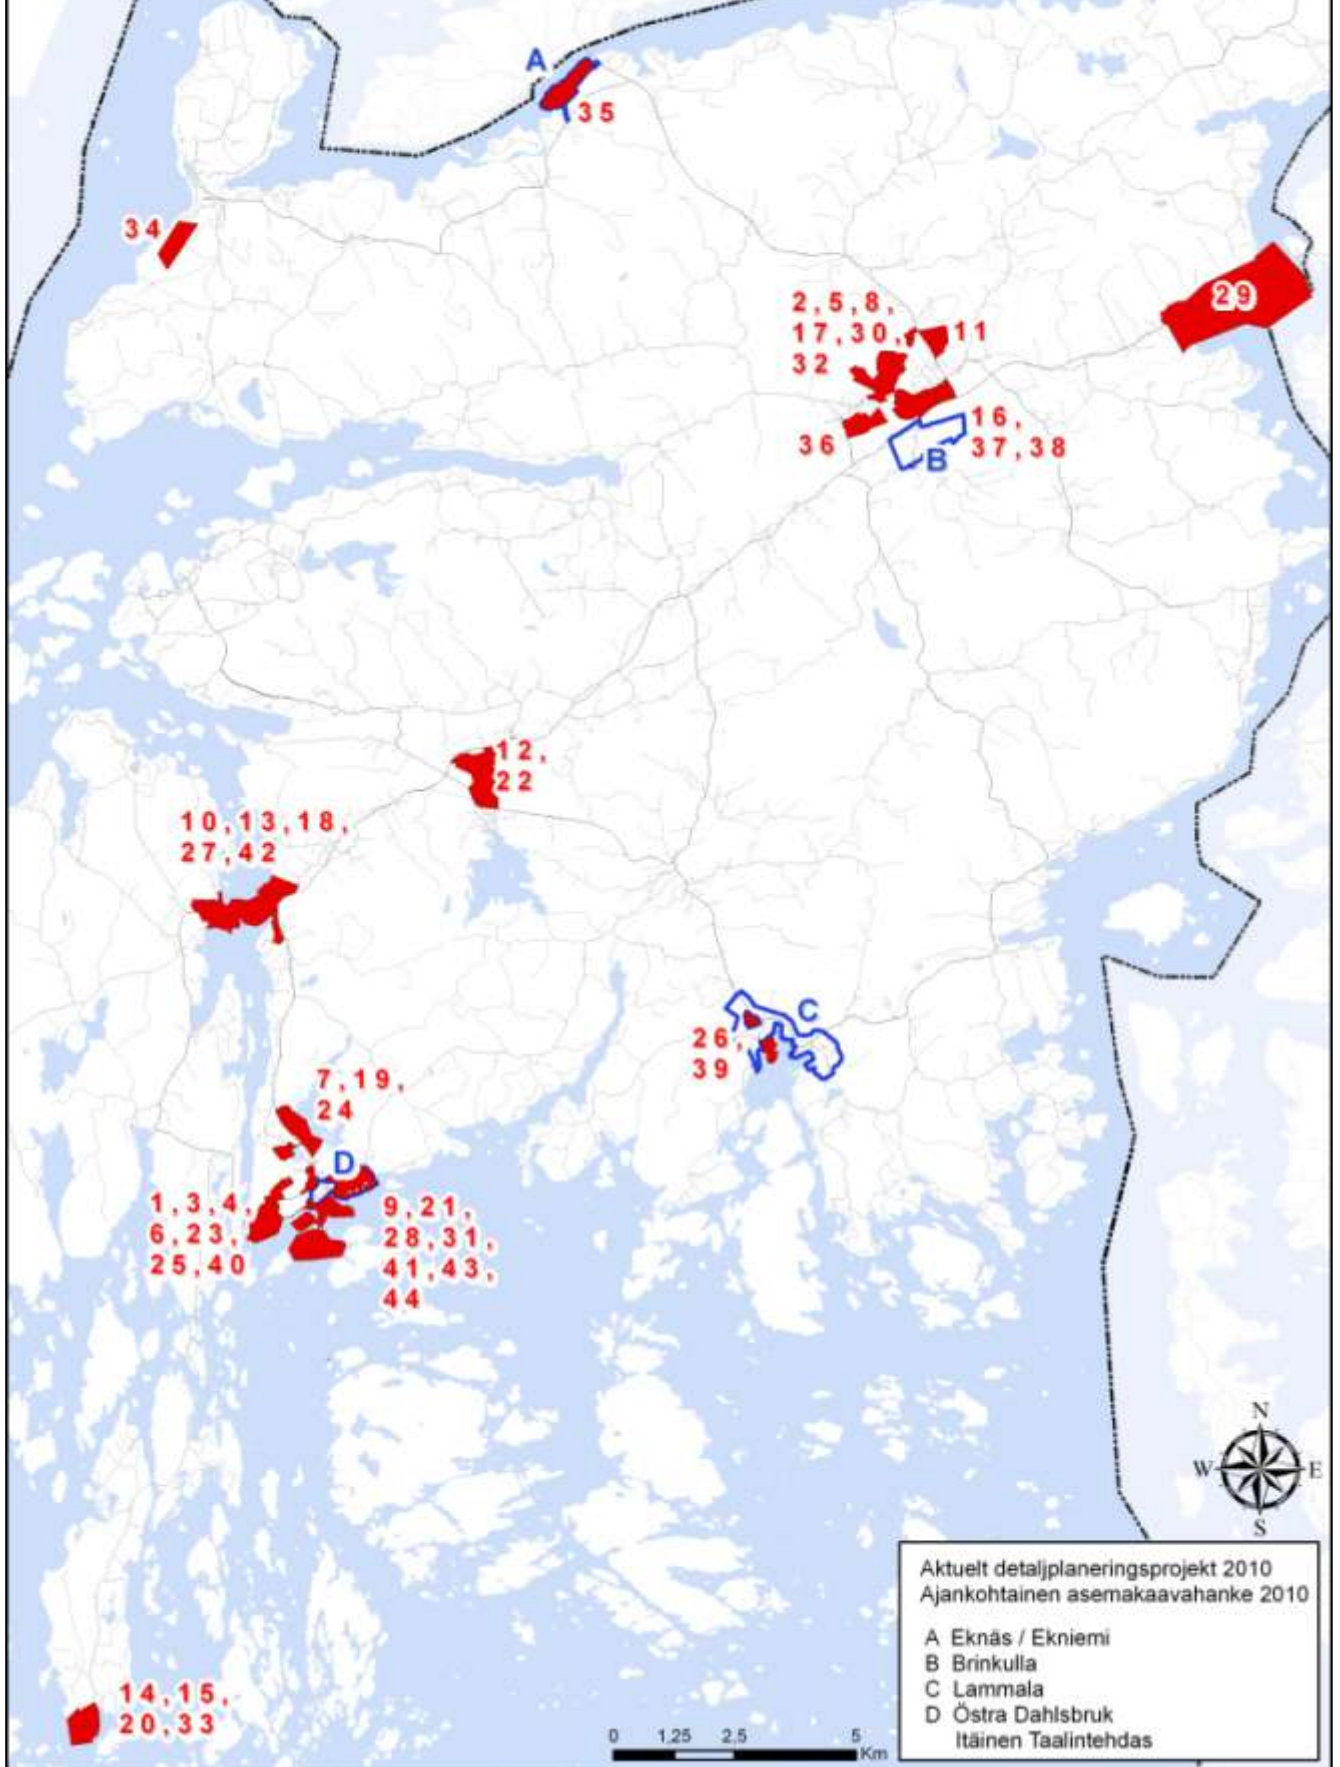 A
35
34
29
2,5,8,
17,30,
32
11
36
16,
37,38
B
12,
22
10,13,18,
27,42
C
26,
39
7,19,
24
D
1,3,4,
6,23,
25,40
9,21,
28,31,
41,43,
44
N
W E
S
14,15,
20,33
0 1,25 2,5 5
Km
Aktuelt detaljplaneringsprojekt 2010
Ajankohtainen asemakaavahanke 2010
A Eknäs / Ekniemi
B Brinkulla
C Lammala
D Östra Dahlsbruk
Itäinen Taalintehdas